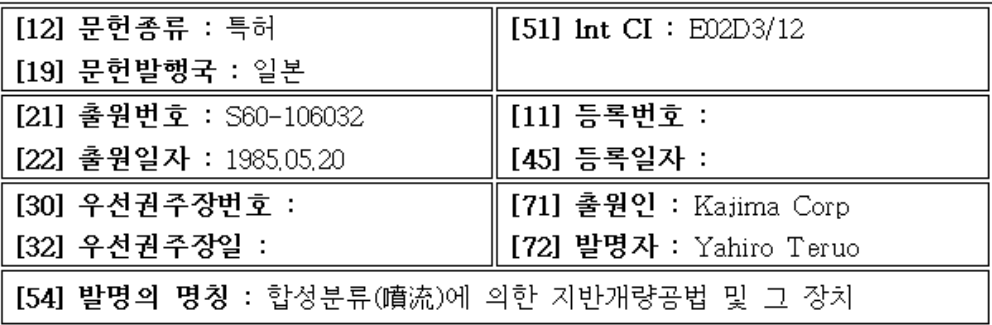 [12] 문헌종류 : 특허
[19] 문헌발행국 : 일본
[51] Int CI : E02D3/12
[21] 출원번호 : S60-106032
[22] 출원일자 : 1985.05.20
[11] 등록번호 :
[45] 등록일자 :
[30] 우선권주장번호 :
[32] 우선권주장일 :
[71] 출원인 : Kajima Corp
[72] 발명자 : Yahiro Teruo
[54] 발명의 명칭 : 합성분류(噴流)에 의한 지반개량공법 및 그 장치